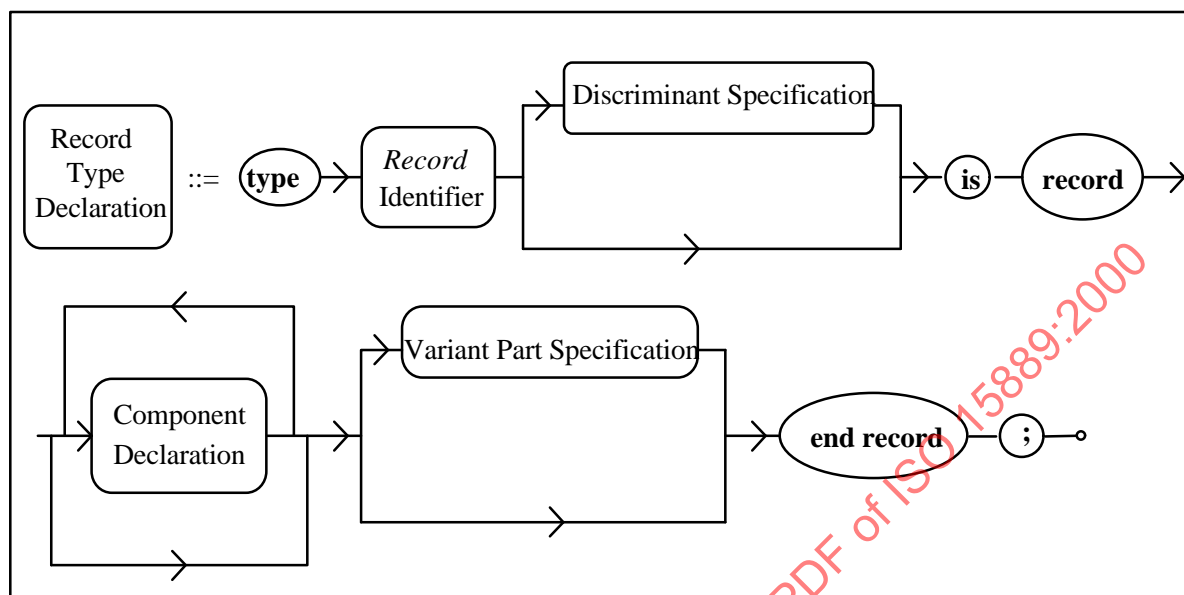 Record
Type
Declaration
::=
type
Record
Identifier
Discriminant Specification
is
record
Component
Declaration
Variant Part Specification
end record
;
PDF of ISO 15889:2000